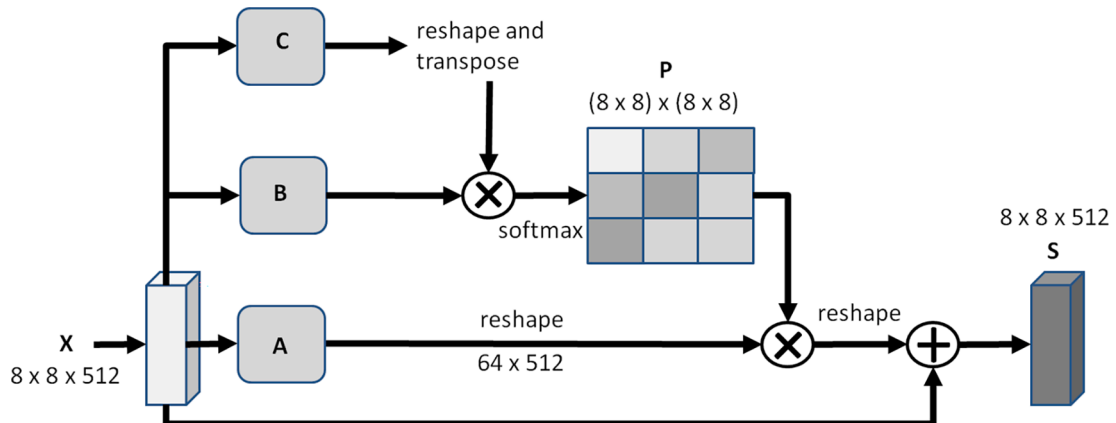 C
reshape and
transpose
P
(8 x 8) x (8 x 8)
B
softmax
8 x 8 x 512
S
X
8 x 8 x 512
A
reshape
64 x 512
reshape